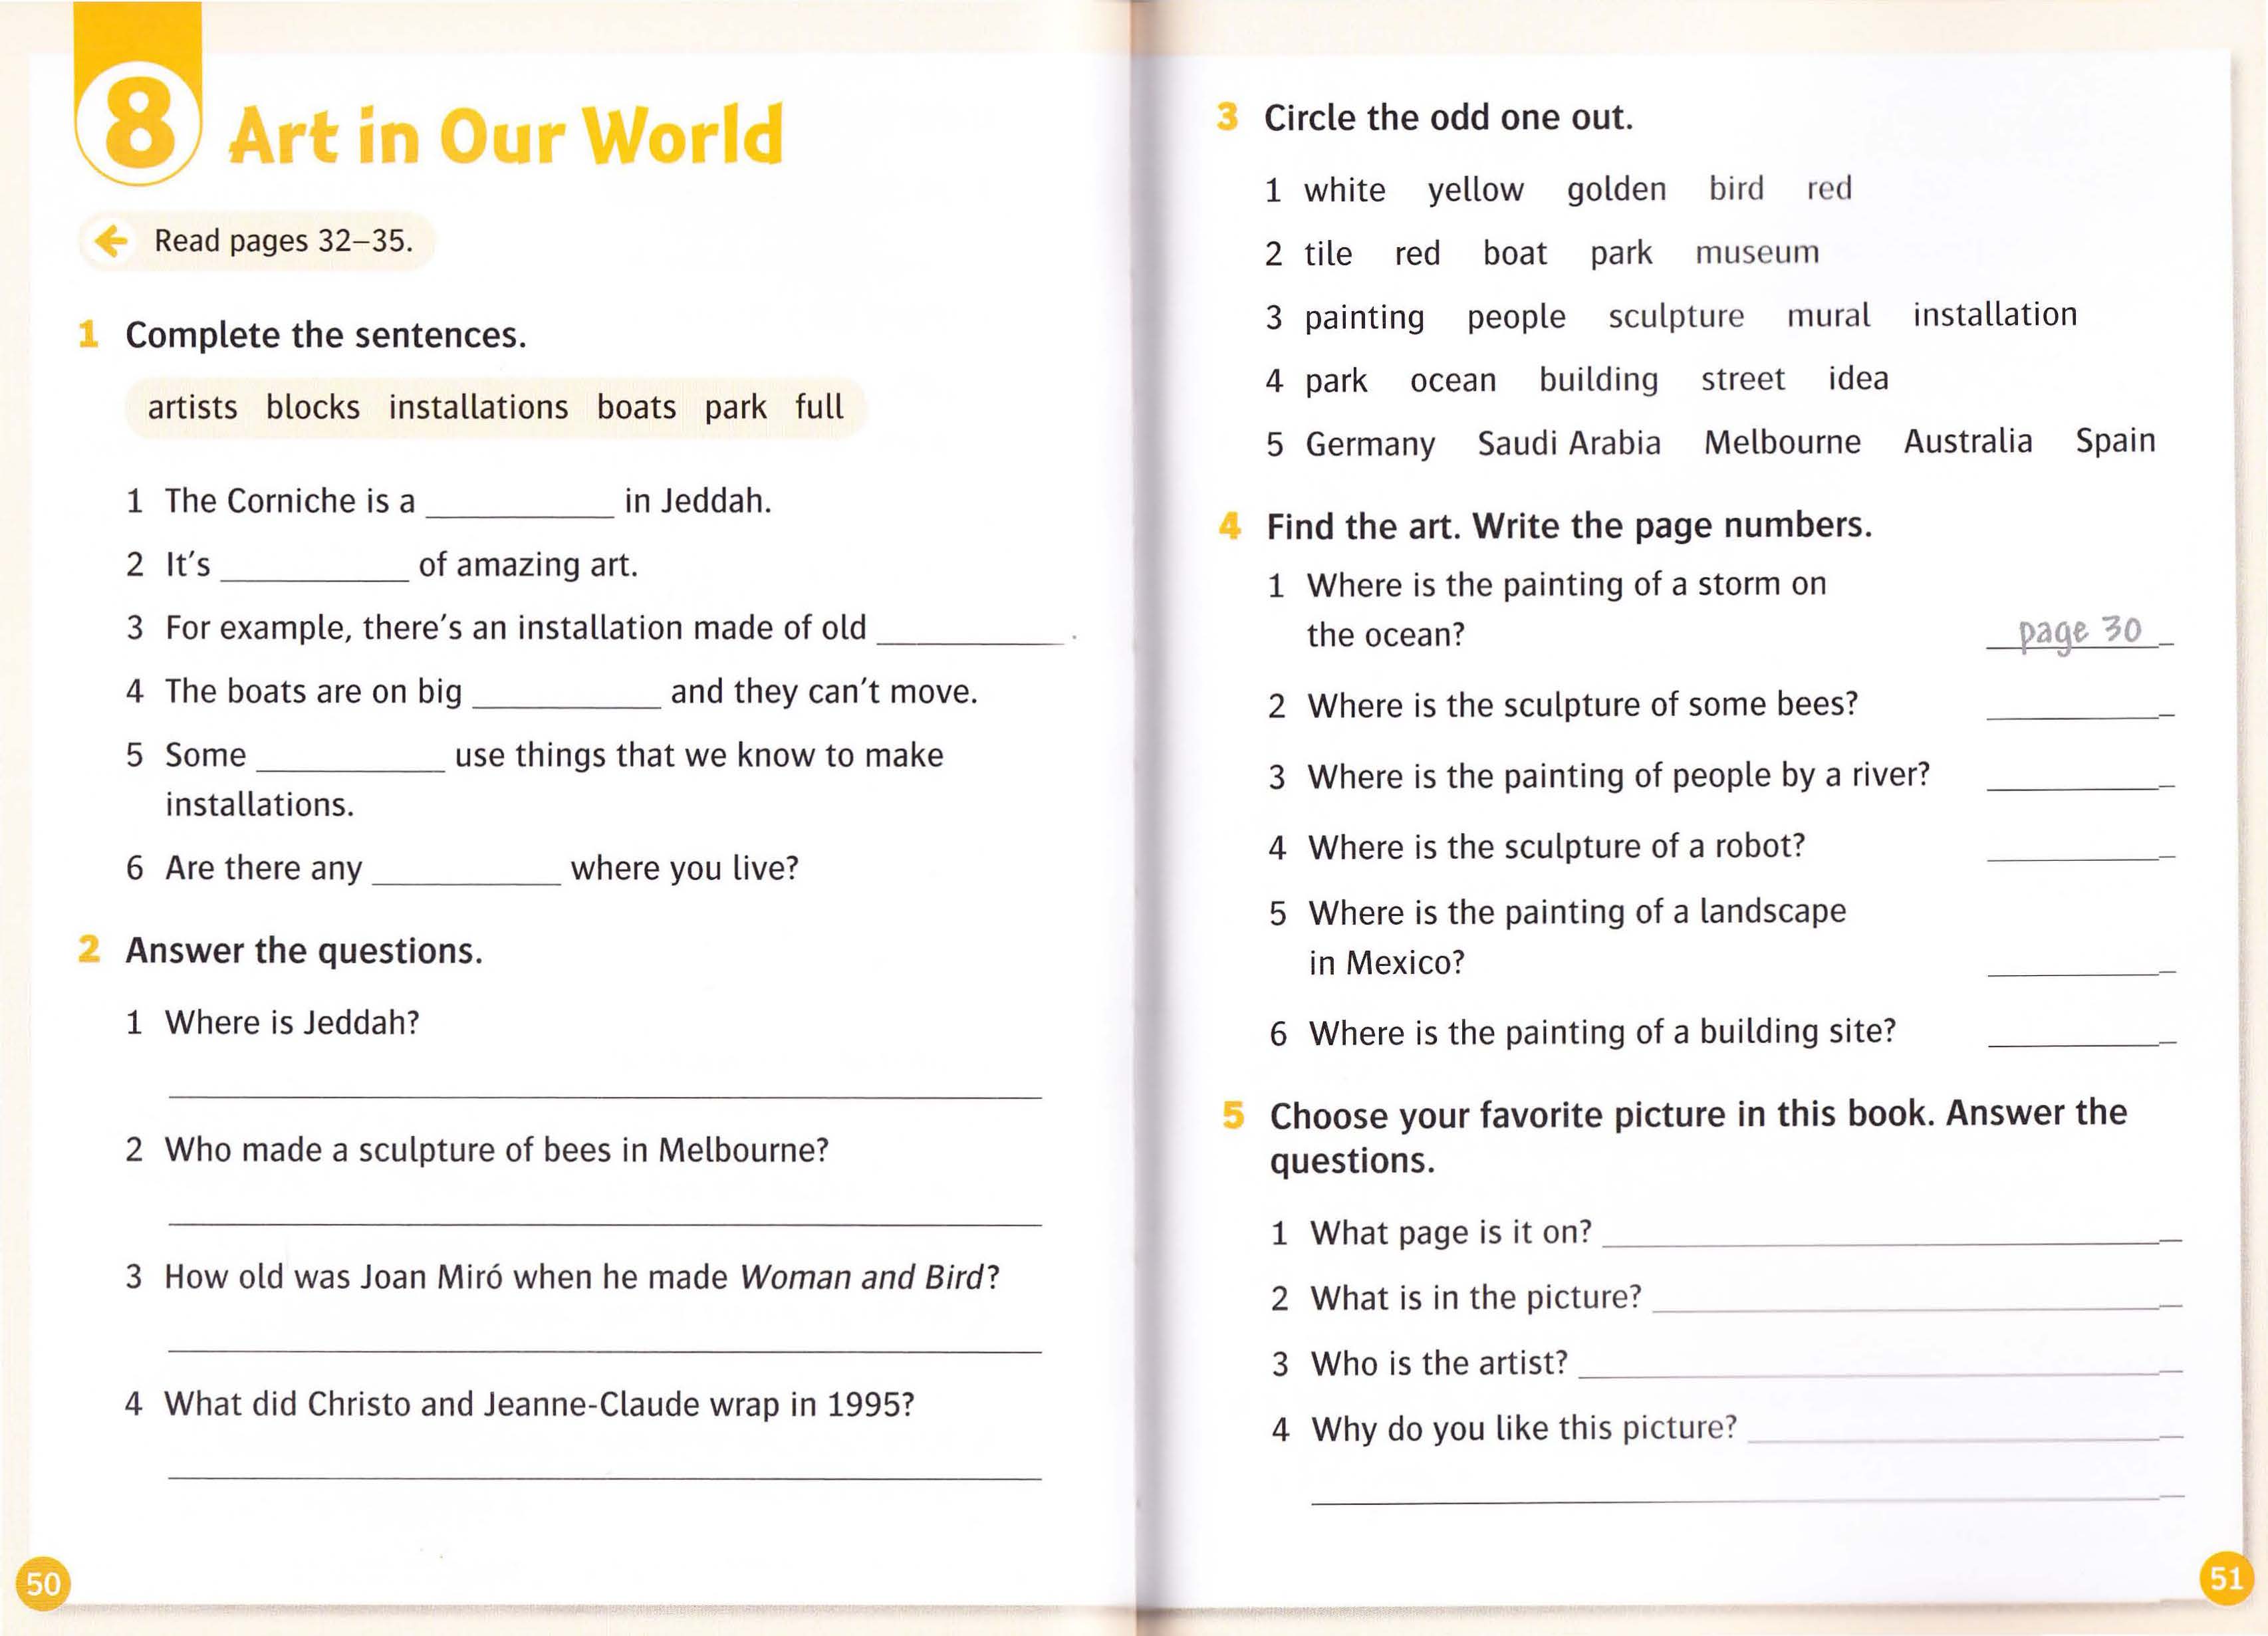 8 Art in Our World
Read pages 32–35.
1 Complete the sentences.
artists blocks installations boats park full
1 The Corniche is a __________ in Jeddah.
2 It's __________ of amazing art.
3 For example, there's an installation made of old __________.
4 The boats are on big __________ and they can't move.
5 Some __________ use things that we know to make
installations.
6 Are there any __________ where you live?
2 Answer the questions.
1 Where is Jeddah?
2 Who made a sculpture of bees in Melbourne?
3 How old was Joan Miró when he made Woman and Bird?
4 What did Christo and Jeanne-Claude wrap in 1995?
50
3 Circle the odd one out.
1 white yellow golden bird red
2 tile red boat park museum
3 painting people sculpture mural installation
4 park ocean building street idea
5 Germany Saudi Arabia Melbourne Australia Spain
4 Find the art. Write the page numbers.
1 Where is the painting of a storm on
the ocean? page 30
2 Where is the sculpture of some bees? __________
3 Where is the painting of people by a river? __________
4 Where is the sculpture of a robot? __________
5 Where is the painting of a landscape
in Mexico? __________
6 Where is the painting of a building site? __________
5 Choose your favorite picture in this book. Answer the
questions.
1 What page is it on? __________
2 What is in the picture? __________
3 Who is the artist? __________
4 Why do you like this picture? __________
51